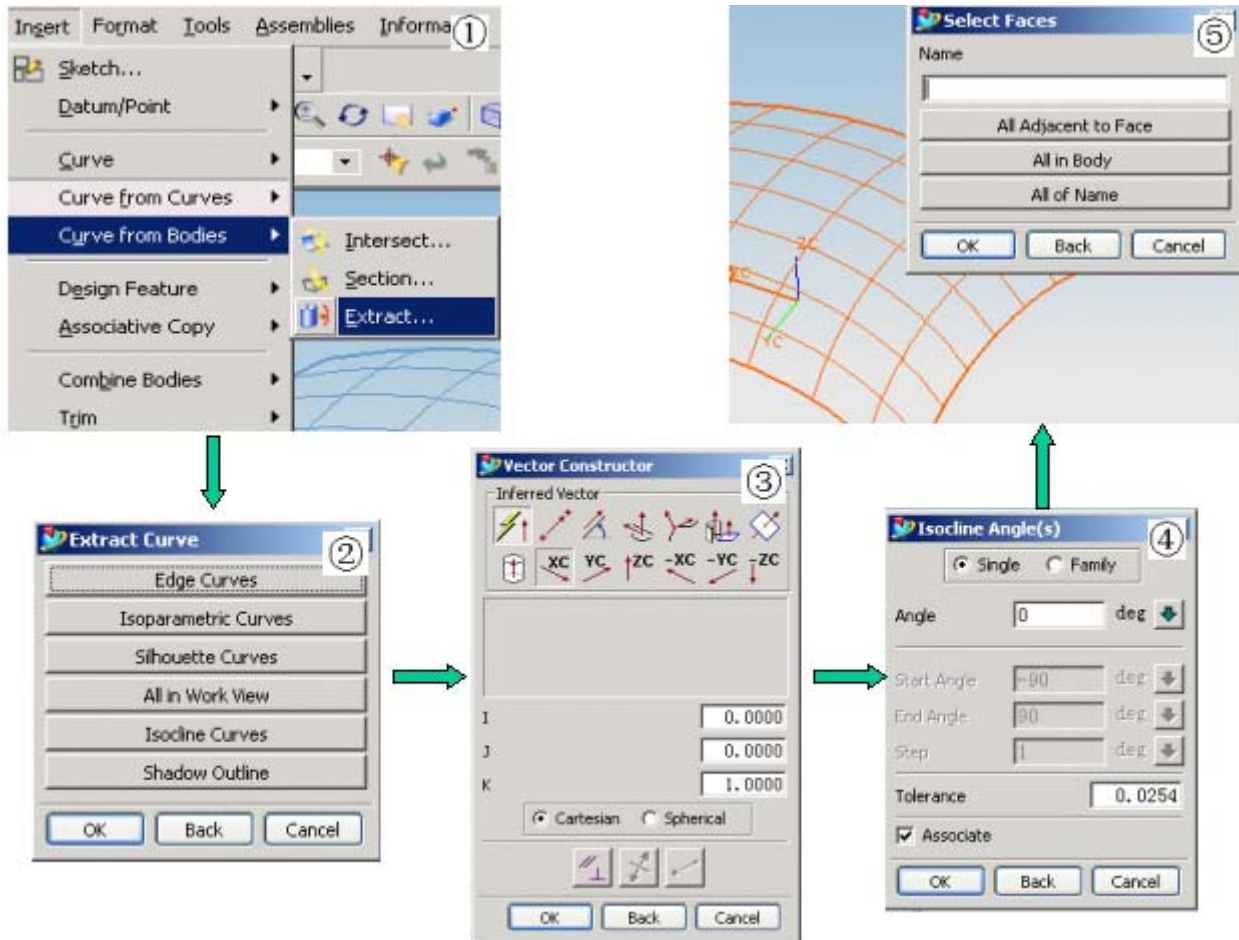 Insert Format Tools Assemblies Informa ①
Sketch...
Datum/Point
Curve
Curve from Curves
Curve from Bodies
Intersect...
Section...
Extract...
Design Feature
Associative Copy
Combine Bodies
Trim
Extract Curve ②
Edge Curves
Isoparametric Curves
Silhouette Curves
All in Work View
Isocline Curves
Shadow Outline
OK Back Cancel
Vector Constructor ③
Inferred Vector
XC YC ZC -XC -YC -ZC
I 0.0000
J 0.0000
K 1.0000
Cartesian Spherical
OK Back Cancel
Isocline Angle(s) ④
Single Family
Angle 0 deg
Start Angle -90 deg
End Angle 90 deg
Step 1 deg
Tolerance 0.0254
Associate
OK Back Cancel
Select Faces ⑤
Name
All Adjacent to Face
All in Body
All of Name
OK Back Cancel
ZC
XC
YC